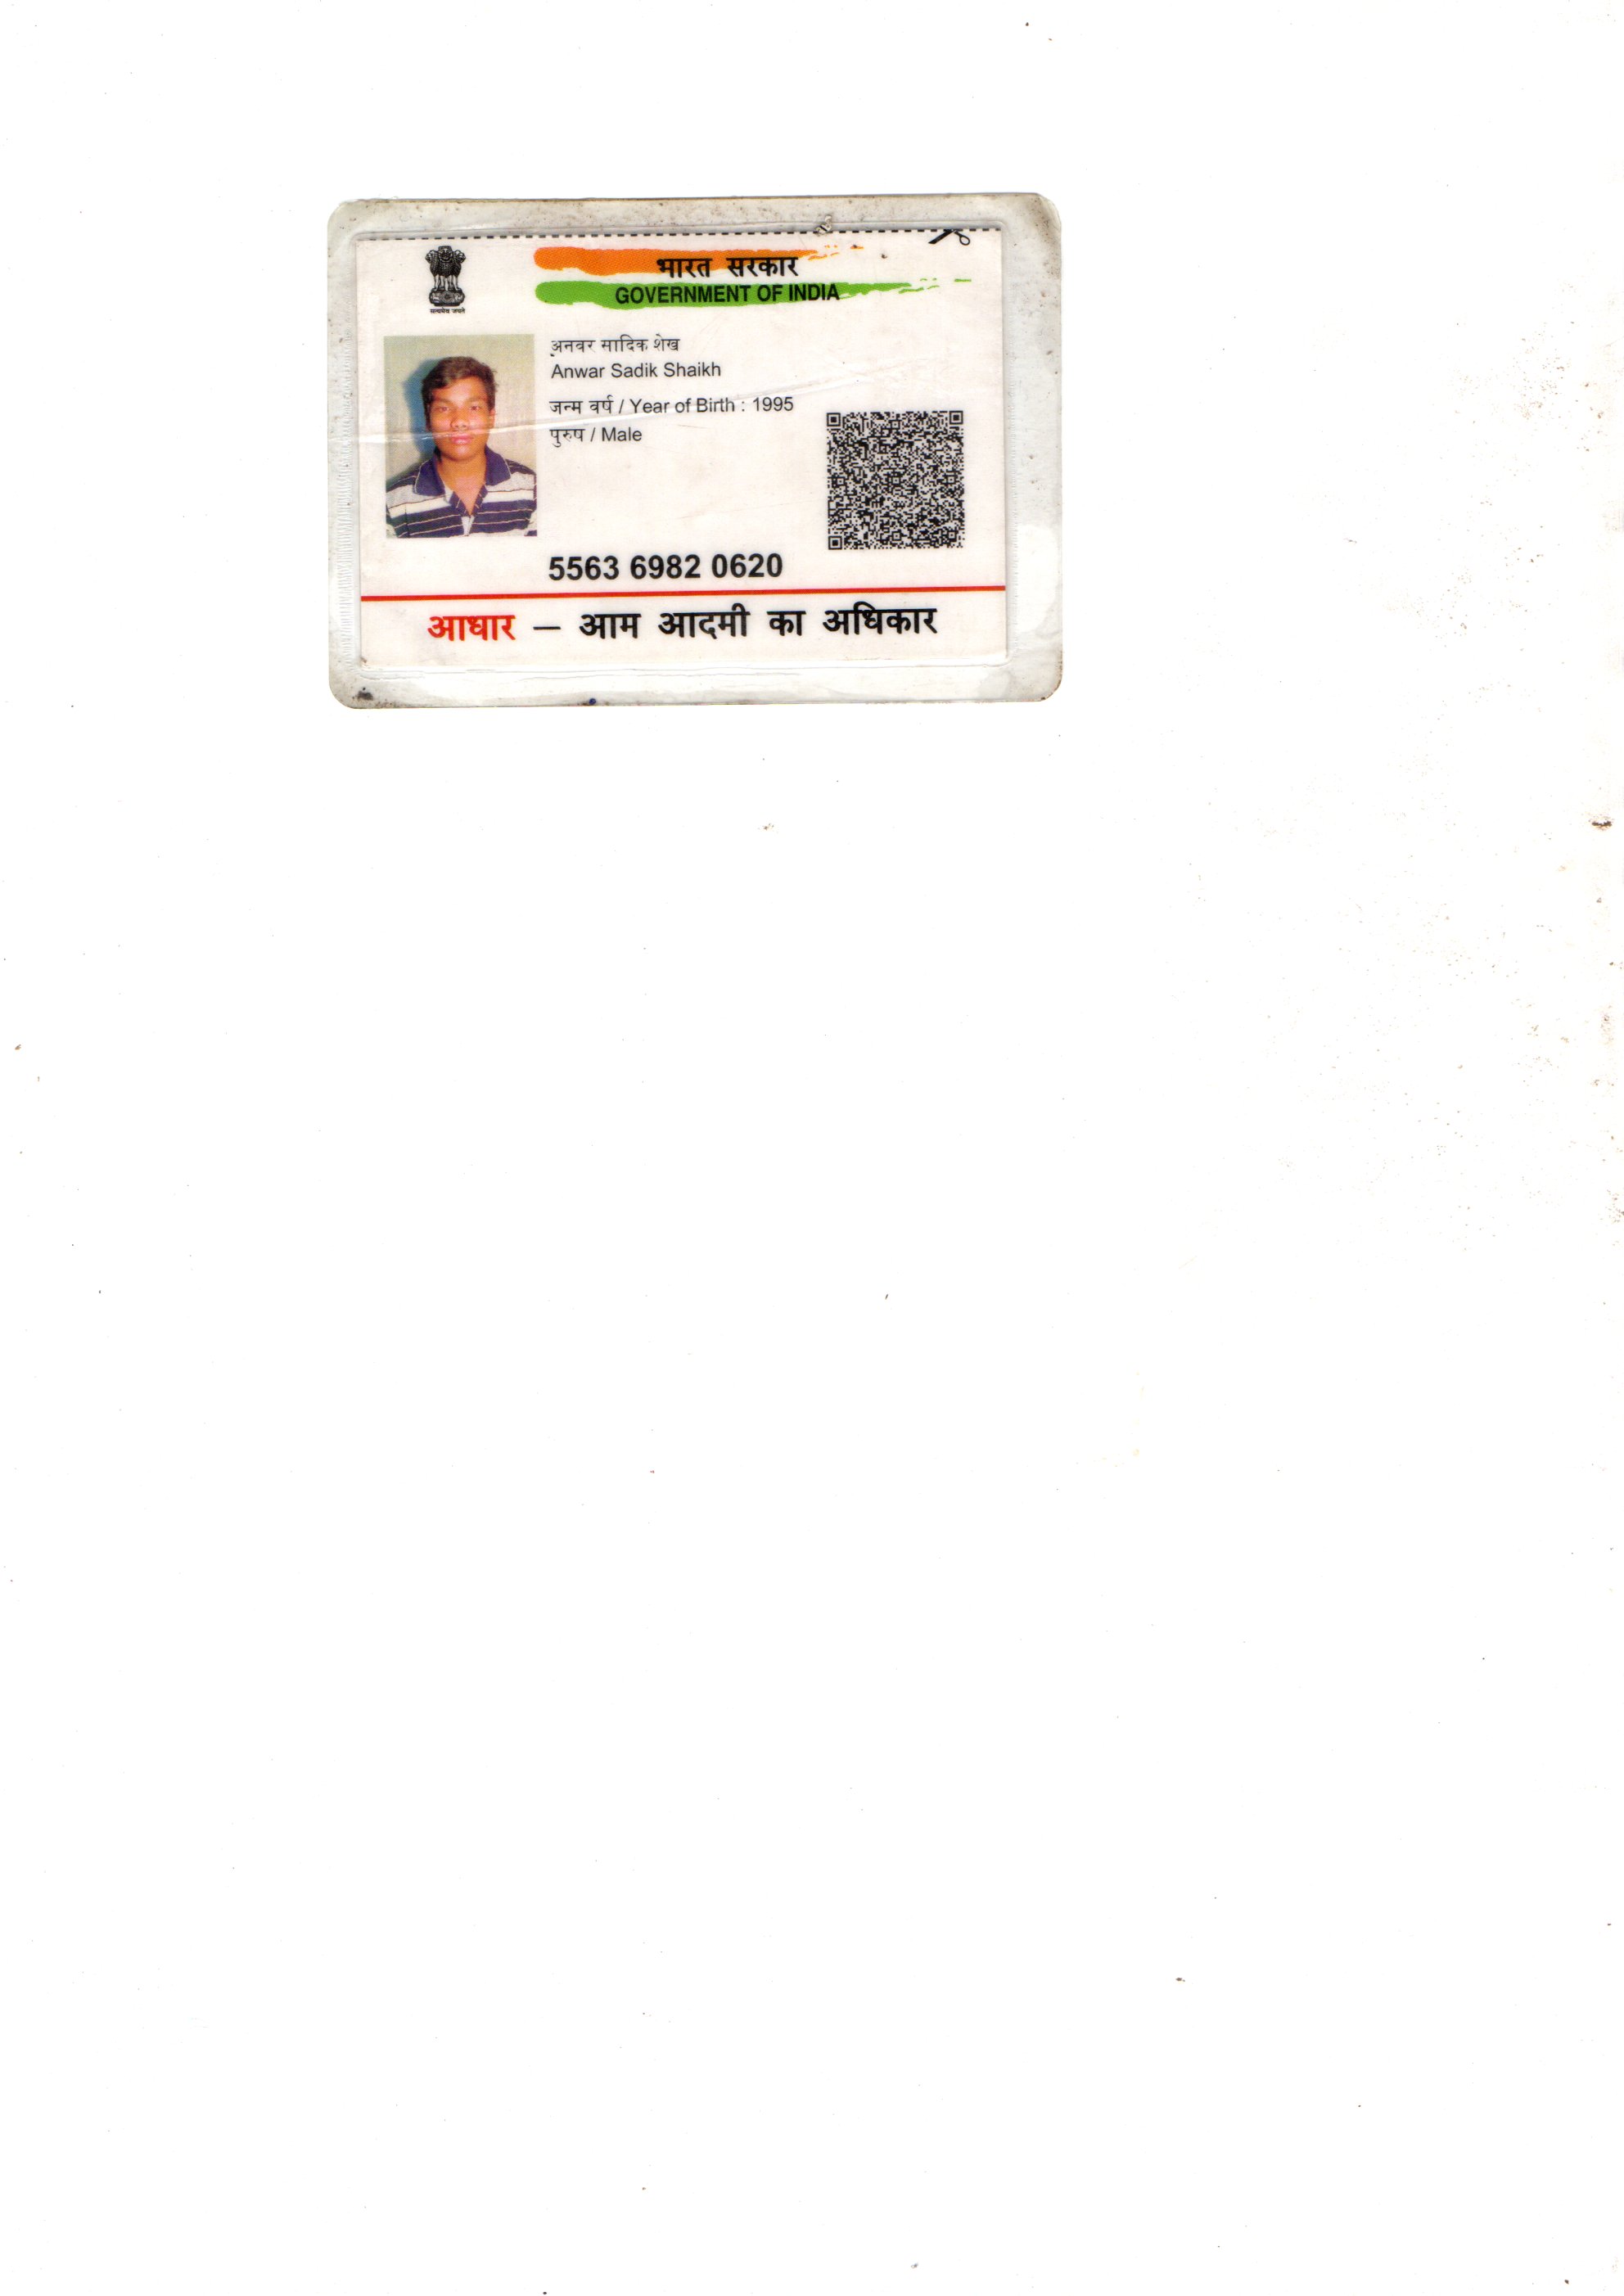 भारत सरकार
GOVERNMENT OF INDIA
सत्यमेव जयते
अनवर सादिक शेख
Anwar Sadik Shaikh
जन्म वर्ष / Year of Birth : 1995
पुरुष / Male
5563 6982 0620
आधार – आम आदमी का अधिकार